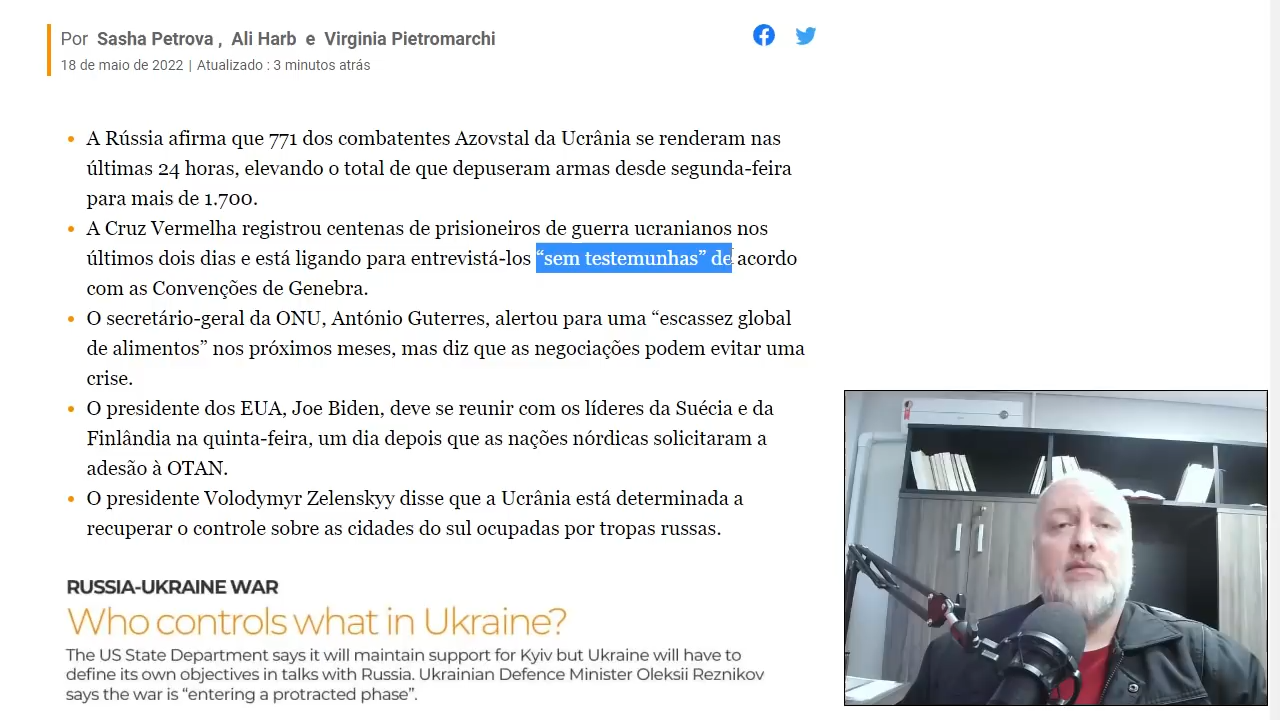 Por Sasha Petrova , Ali Harb e Virginia Pietromarchi
18 de maio de 2022 | Atualizado : 3 minutos atrás
• A Rússia afirma que 771 dos combatentes Azovstal da Ucrânia se renderam nas
últimas 24 horas, elevando o total de que depuseram armas desde segunda-feira
para mais de 1.700.
• A Cruz Vermelha registrou centenas de prisioneiros de guerra ucranianos nos
últimos dois dias e está ligando para entrevistá-los “sem testemunhas” de acordo
com as Convenções de Genebra.
• O secretário-geral da ONU, António Guterres, alertou para uma “escassez global
de alimentos” nos próximos meses, mas diz que as negociações podem evitar uma
crise.
• O presidente dos EUA, Joe Biden, deve se reunir com os líderes da Suécia e da
Finlândia na quinta-feira, um dia depois que as nações nórdicas solicitaram a
adesão à OTAN.
• O presidente Volodymyr Zelenskyy disse que a Ucrânia está determinada a
recuperar o controle sobre as cidades do sul ocupadas por tropas russas.
RUSSIA-UKRAINE WAR
Who controls what in Ukraine?
The US State Department says it will maintain support for Kyiv but Ukraine will have to
define its own objectives in talks with Russia. Ukrainian Defence Minister Oleksii Reznikov
says the war is “entering a protracted phase”.